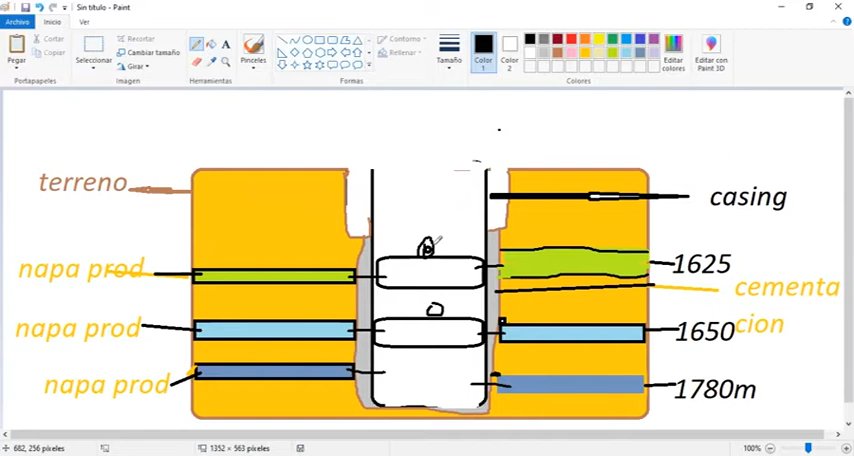 Sin título - Paint
Archivo
Inicio
Ver
Pegar
Cortar
Copiar
Portapapeles
Seleccionar
Recortar
Cambiar tamaño
Girar
Imagen
A
Herramientas
Pinceles
Contorno
Rellenar
Formas
Tamaño
Color
1
Color
2
Editar
colores
Colores
Editar con
Paint 3D
terreno
casing
napa prod
1625
cementa
cion
napa prod
1650
napa prod
1780m
682, 256 píxeles
1352 × 563 píxeles
100%